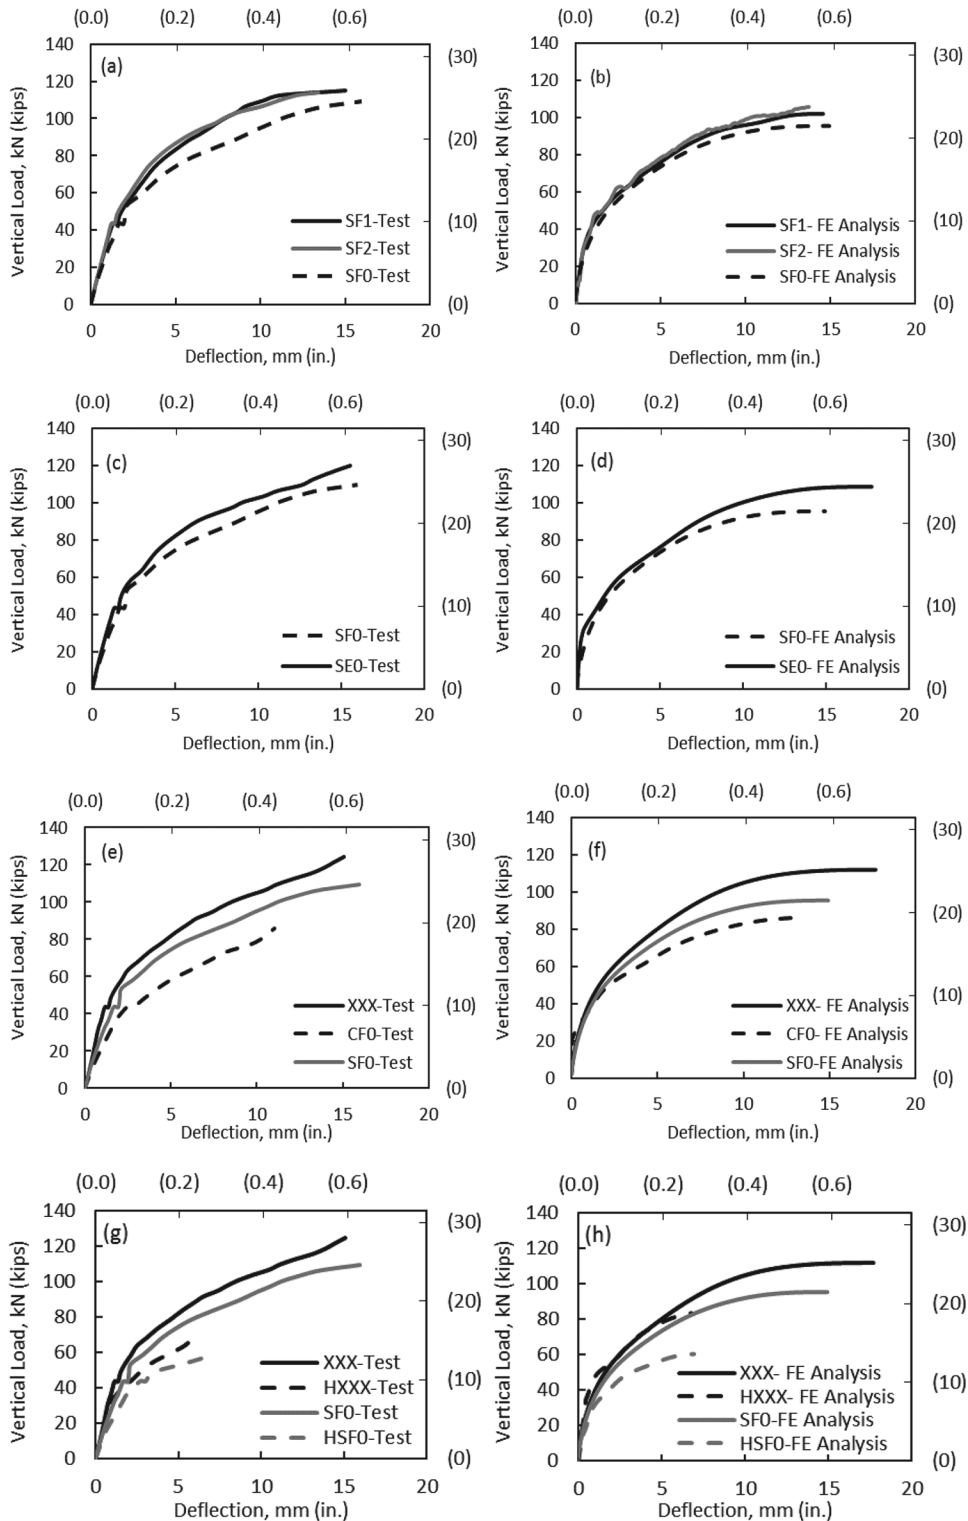 (0.0) (0.2) (0.4) (0.6)
(a)
Vertical Load, kN (kips)
140
120
100
80
60
40
20
0
(30)
(20)
(10)
(0)
SF1-Test
SF2-Test
SF0-Test
0 5 10 15 20
Deflection, mm (in.)
(0.0) (0.2) (0.4) (0.6)
(b)
Vertical Load, kN (kips)
140
120
100
80
60
40
20
0
(30)
(20)
(10)
(0)
SF1- FE Analysis
SF2- FE Analysis
SF0-FE Analysis
0 5 10 15 20
Deflection, mm (in.)
(0.0) (0.2) (0.4) (0.6)
(c)
Vertical Load, kN (kips)
140
120
100
80
60
40
20
0
(30)
(20)
(10)
(0)
SF0-Test
SE0-Test
0 5 10 15 20
Deflection, mm (in.)
(0.0) (0.2) (0.4) (0.6)
(d)
Vertical Load, kN (kips)
140
120
100
80
60
40
20
0
(30)
(20)
(10)
(0)
SF0-FE Analysis
SE0- FE Analysis
0 5 10 15 20
Deflection, mm (in.)
(0.0) (0.2) (0.4) (0.6)
(e)
Vertical Load, kN (kips)
140
120
100
80
60
40
20
0
(30)
(20)
(10)
(0)
XXX-Test
CF0-Test
SF0-Test
0 5 10 15 20
Deflection, mm (in.)
(0.0) (0.2) (0.4) (0.6)
(f)
Vertical Load, kN (kips)
140
120
100
80
60
40
20
0
(30)
(20)
(10)
(0)
XXX- FE Analysis
CF0- FE Analysis
SF0-FE Analysis
0 5 10 15 20
Deflection, mm (in.)
(0.0) (0.2) (0.4) (0.6)
(g)
Vertical Load, kN (kips)
140
120
100
80
60
40
20
0
(30)
(20)
(10)
(0)
XXX-Test
HXXX-Test
SF0-Test
HSF0-Test
0 5 10 15 20
Deflection, mm (in.)
(0.0) (0.2) (0.4) (0.6)
(h)
Vertical Load, kN (kips)
140
120
100
80
60
40
20
0
(30)
(20)
(10)
(0)
XXX- FE Analysis
HXXX- FE Analysis
SF0-FE Analysis
HSF0-FE Analysis
0 5 10 15 20
Deflection, mm (in.)